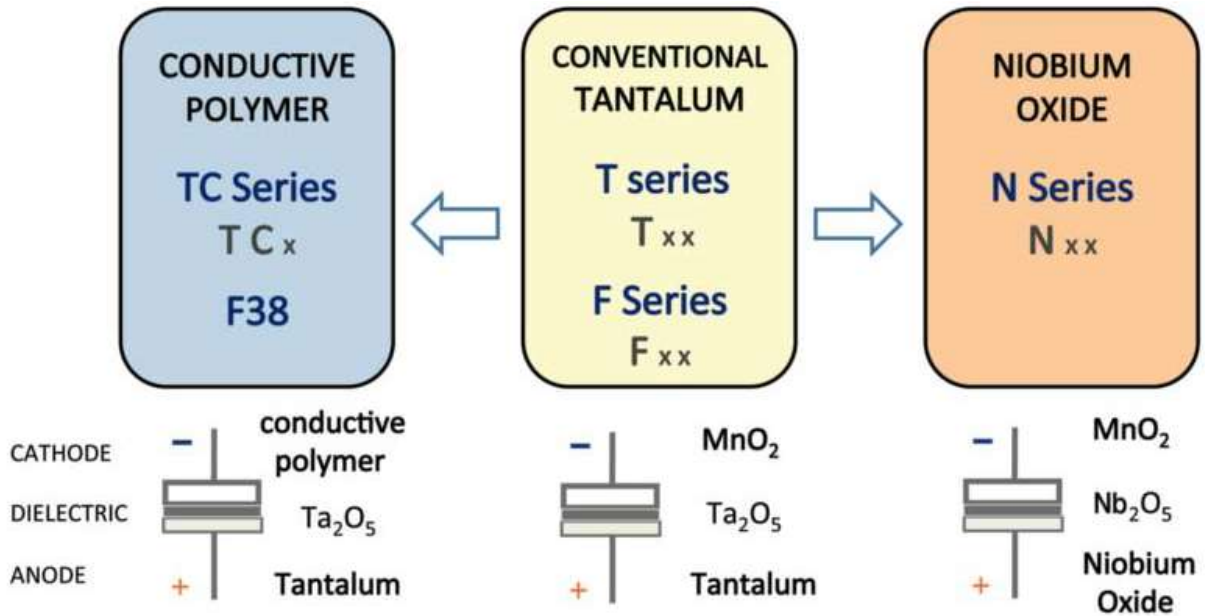 CONDUCTIVE
POLYMER
TC Series
T C x
F38
CONVENTIONAL
TANTALUM
T series
T x x
F Series
F x x
NIOBIUM
OXIDE
N Series
N x x
CATHODE
DIELECTRIC
ANODE
−
conductive
polymer
Ta₂O₅
+
Tantalum
−
MnO₂
Ta₂O₅
+
Tantalum
−
MnO₂
Nb₂O₅
+
Niobium
Oxide